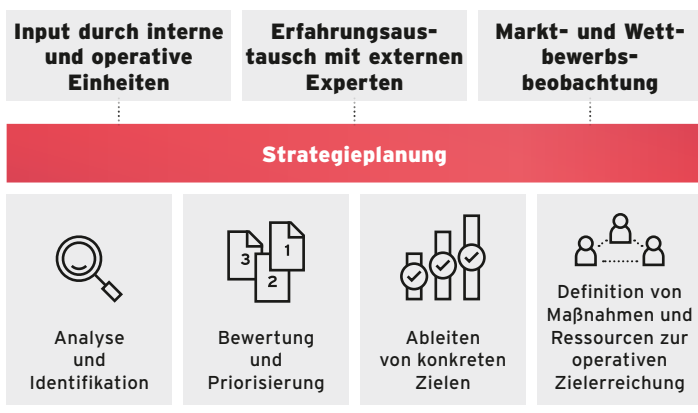 Input durch interne
und operative
Einheiten
Erfahrungsaus-
tausch mit externen
Experten
Markt- und Wett-
bewerbs-
beobachtung
Strategieplanung
3
1
2
Analyse
und
Identifikation
Bewertung
und
Priorisierung
Ableiten
von konkreten
Zielen
Definition von
Maßnahmen und
Ressourcen zur
operativen
Zielerreichung